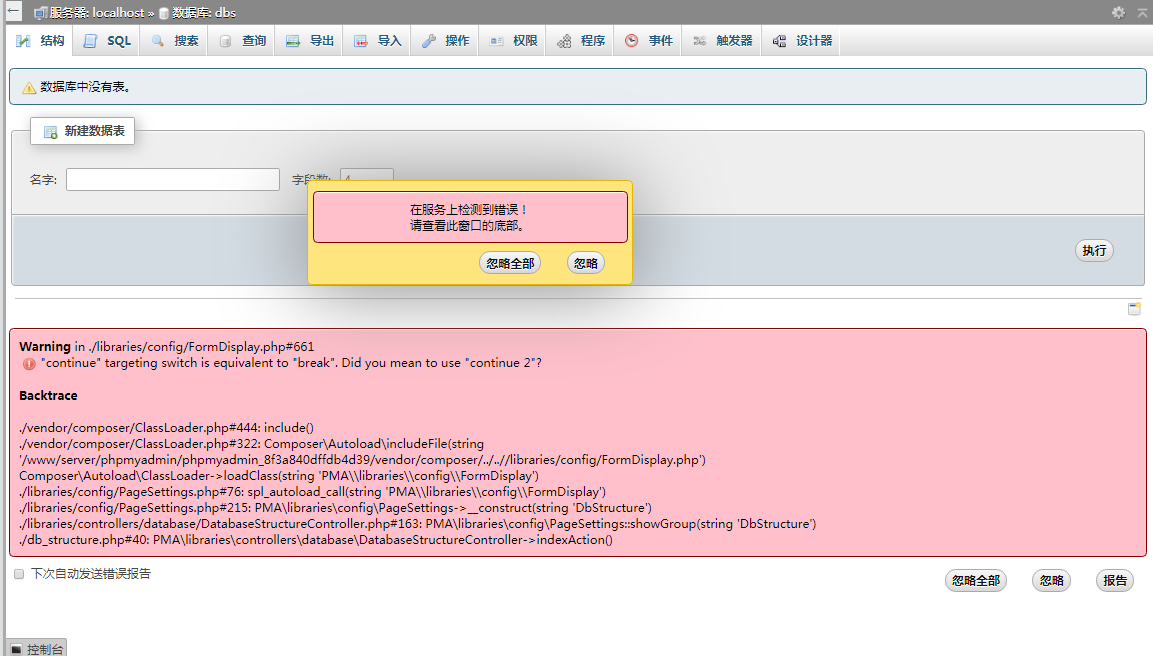 服务器: localhost » 数据库: dbs
结构 SQL 搜索 查询 导出 导入 操作 权限 程序 事件 触发器 设计器
数据库中没有表。
新建数据表
名字: 字段数: 4
在服务上检测到错误！
请查看此窗口的底部。
忽略全部 忽略
执行
Warning in ./libraries/config/FormDisplay.php#661
"continue" targeting switch is equivalent to "break". Did you mean to use "continue 2"?
Backtrace
./vendor/composer/ClassLoader.php#444: include()
./vendor/composer/ClassLoader.php#322: Composer\Autoload\includeFile(string
'/www/server/phpmyadmin/phpmyadmin_8f3a840dffdb4d39/vendor/composer/../..//libraries/config/FormDisplay.php')
Composer\Autoload\ClassLoader->loadClass(string 'PMA\\libraries\\config\\FormDisplay')
./libraries/config/PageSettings.php#76: spl_autoload_call(string 'PMA\\libraries\\config\\FormDisplay')
./libraries/config/PageSettings.php#215: PMA\libraries\config\PageSettings->__construct(string 'DbStructure')
./libraries/controllers/database/DatabaseStructureController.php#163: PMA\libraries\config\PageSettings::showGroup(string 'DbStructure')
./db_structure.php#40: PMA\libraries\controllers\database\DatabaseStructureController->indexAction()
下次自动发送错误报告
忽略全部 忽略 报告
控制台